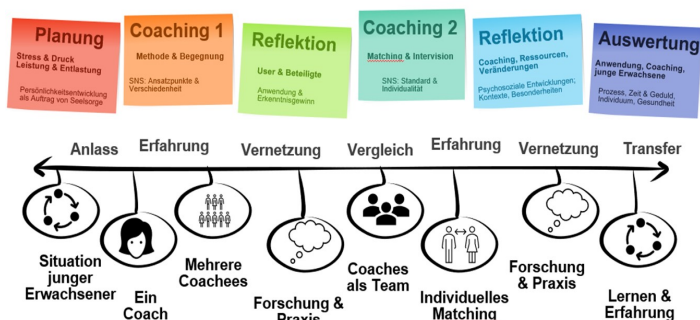 Planung
Stress & Druck
Leistung & Entlastung
Persönlichkeitsentwicklung
als Auftrag von Seelsorge
Coaching 1
Methode & Begegnung
SNS: Ansatzpunkte &
Verschiedenheit
Reflektion
User & Beteiligte
Anwendung &
Erkenntnisgewinn
Coaching 2
Matching & Intervision
SNS: Standard &
Individualität
Reflektion
Coaching, Ressourcen,
Veränderungen
Psychosoziale Entwicklungen;
Kontexte, Besonderheiten
Auswertung
Anwendung, Coaching,
junge Erwachsene
Prozess, Zeit & Geduld,
Individuum, Gesundheit
Anlass
Erfahrung
Vernetzung
Vergleich
Erfahrung
Vernetzung
Transfer
Situation
junger
Erwachsener
Ein
Coach
Mehrere
Coachees
Forschung &
Praxis
Coaches
als Team
Individuelles
Matching
Forschung
& Praxis
Lernen &
Erfahrung